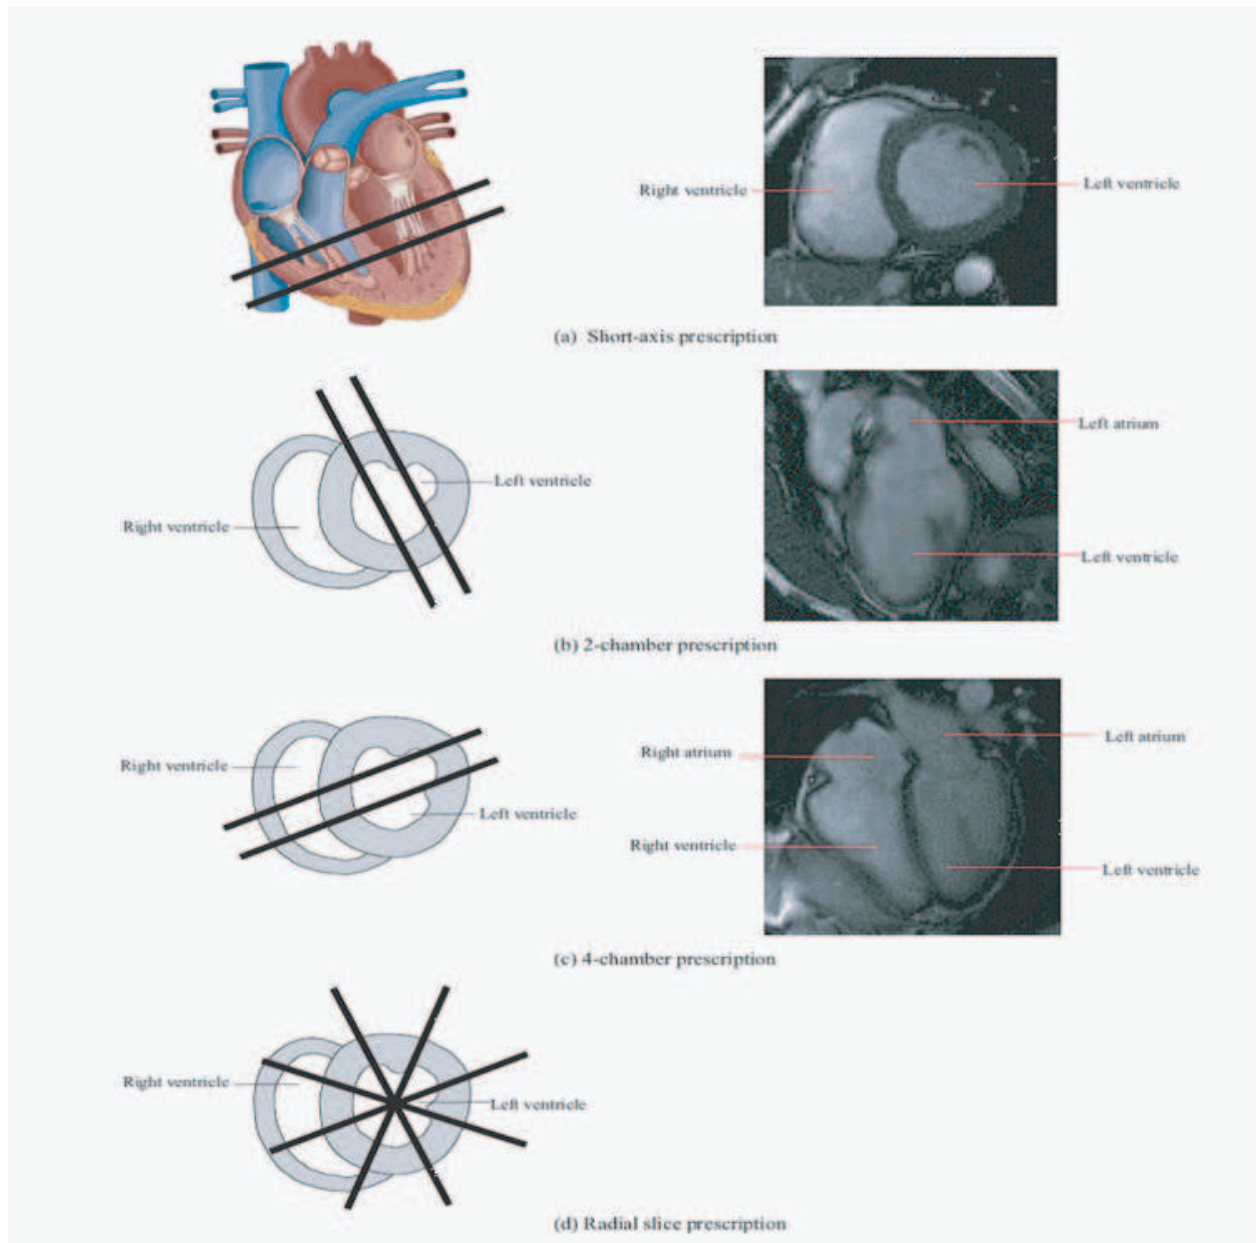 Right ventricle
Left ventricle
(a) Short-axis prescription
Left atrium
Left ventricle
Right ventricle
Left ventricle
(b) 2-chamber prescription
Right atrium
Left atrium
Right ventricle
Left ventricle
Right ventricle
Left ventricle
(c) 4-chamber prescription
Right ventricle
Left ventricle
(d) Radial slice prescription